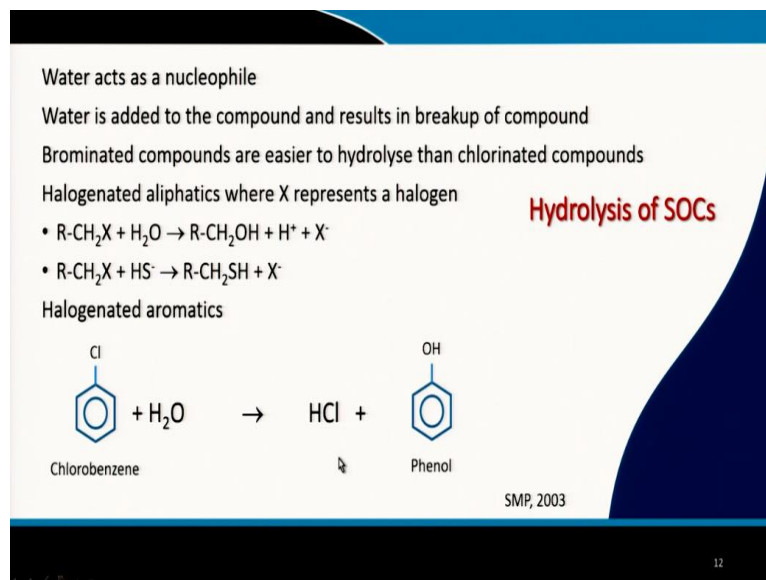 Water acts as a nucleophile
Water is added to the compound and results in breakup of compound
Brominated compounds are easier to hydrolyse than chlorinated compounds
Halogenated aliphatics where X represents a halogen
Hydrolysis of SOCs
• R-CH₂X + H₂O → R-CH₂OH + H⁺ + X⁻
• R-CH₂X + HS⁻ → R-CH₂SH + X⁻
Halogenated aromatics
Cl OH
+ H₂O → HCl +
Chlorobenzene Phenol
SMP, 2003
12